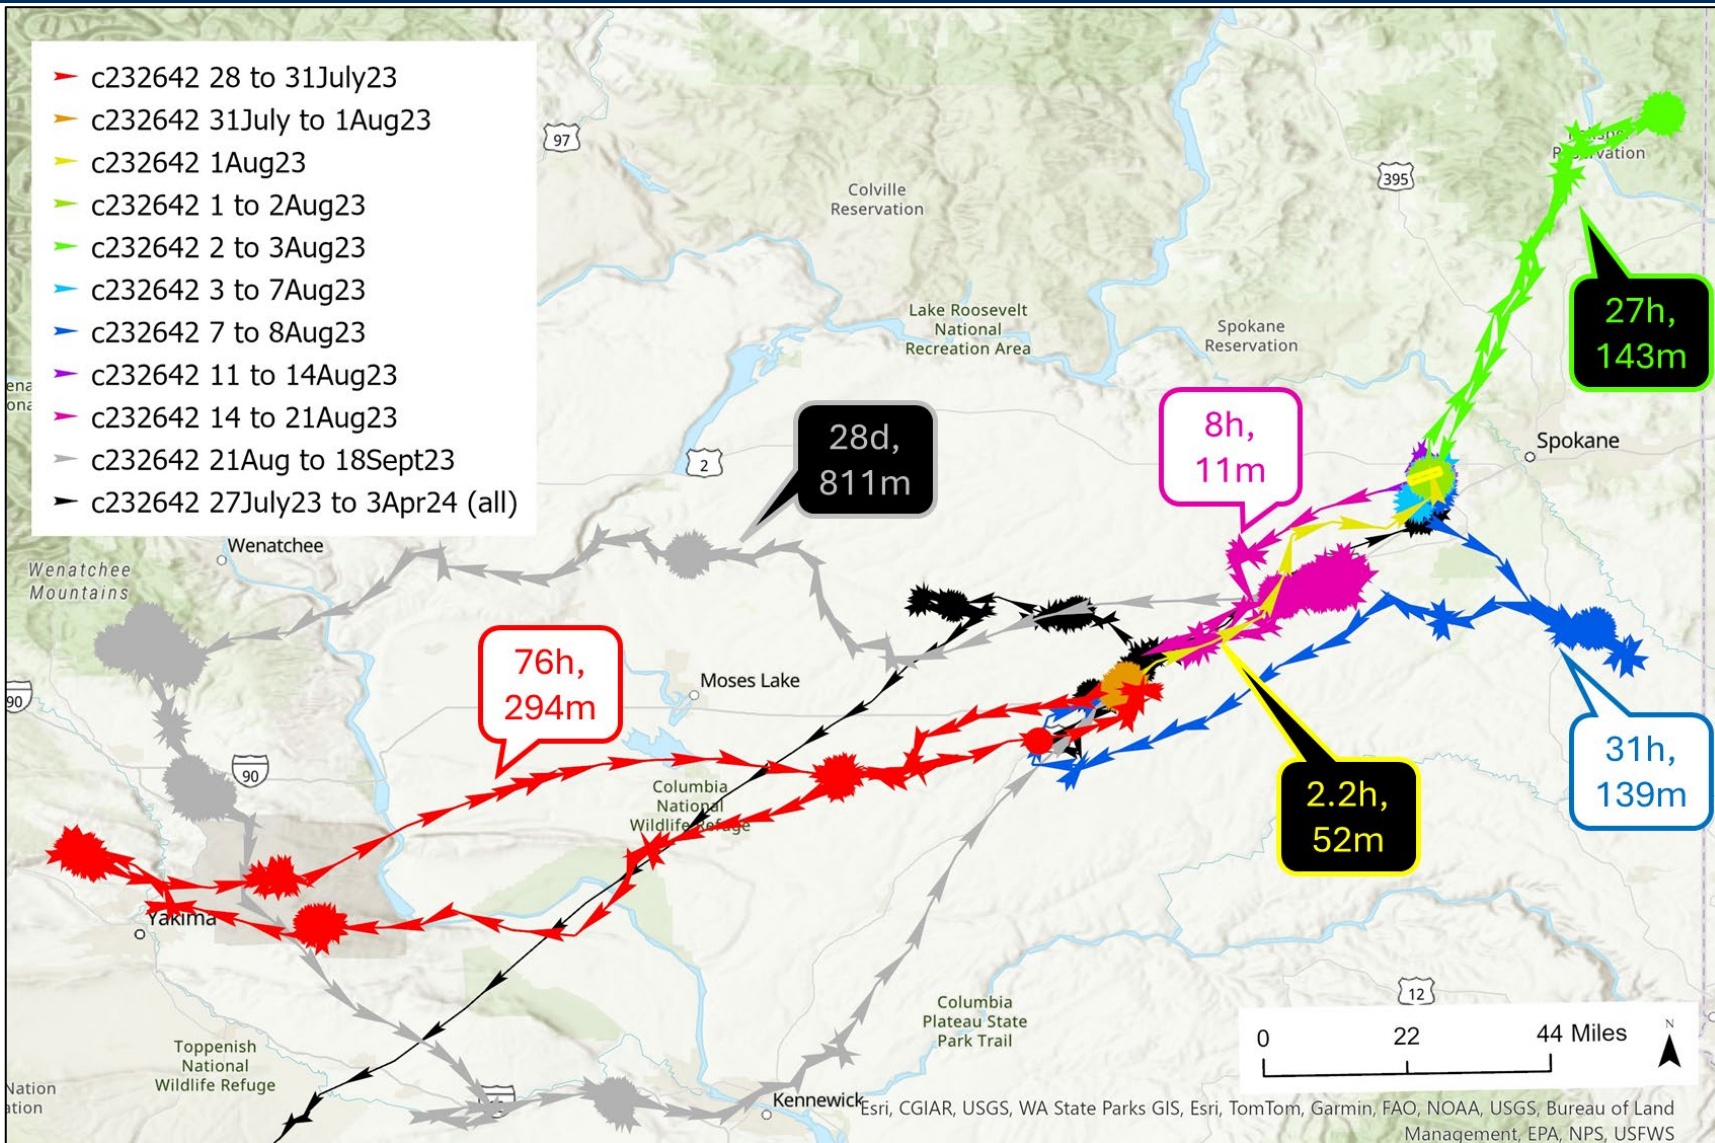 c232642 28 to 31July23
c232642 31July to 1Aug23
c232642 1Aug23
c232642 1 to 2Aug23
c232642 2 to 3Aug23
c232642 3 to 7Aug23
c232642 7 to 8Aug23
c232642 11 to 14Aug23
c232642 14 to 21Aug23
c232642 21Aug to 18Sept23
c232642 27July23 to 3Apr24 (all)
97
395
Colville
Reservation
Lake Roosevelt
National
Recreation Area
Spokane
Reservation
27h,
143m
8h,
11m
28d,
811m
2
Spokane
Wenatchee
Wenatchee
Mountains
76h,
294m
Moses Lake
90
90
31h,
139m
2.2h,
52m
Columbia
National
Wildlife Refuge
Yakima
Columbia
Plateau State
Park Trail
12
Toppenish
National
Wildlife Refuge
Kennewick
0 22 44 Miles
N
Esri, CGIAR, USGS, WA State Parks GIS, Esri, TomTom, Garmin, FAO, NOAA, USGS, Bureau of Land
Management, EPA, NPS, USFWS